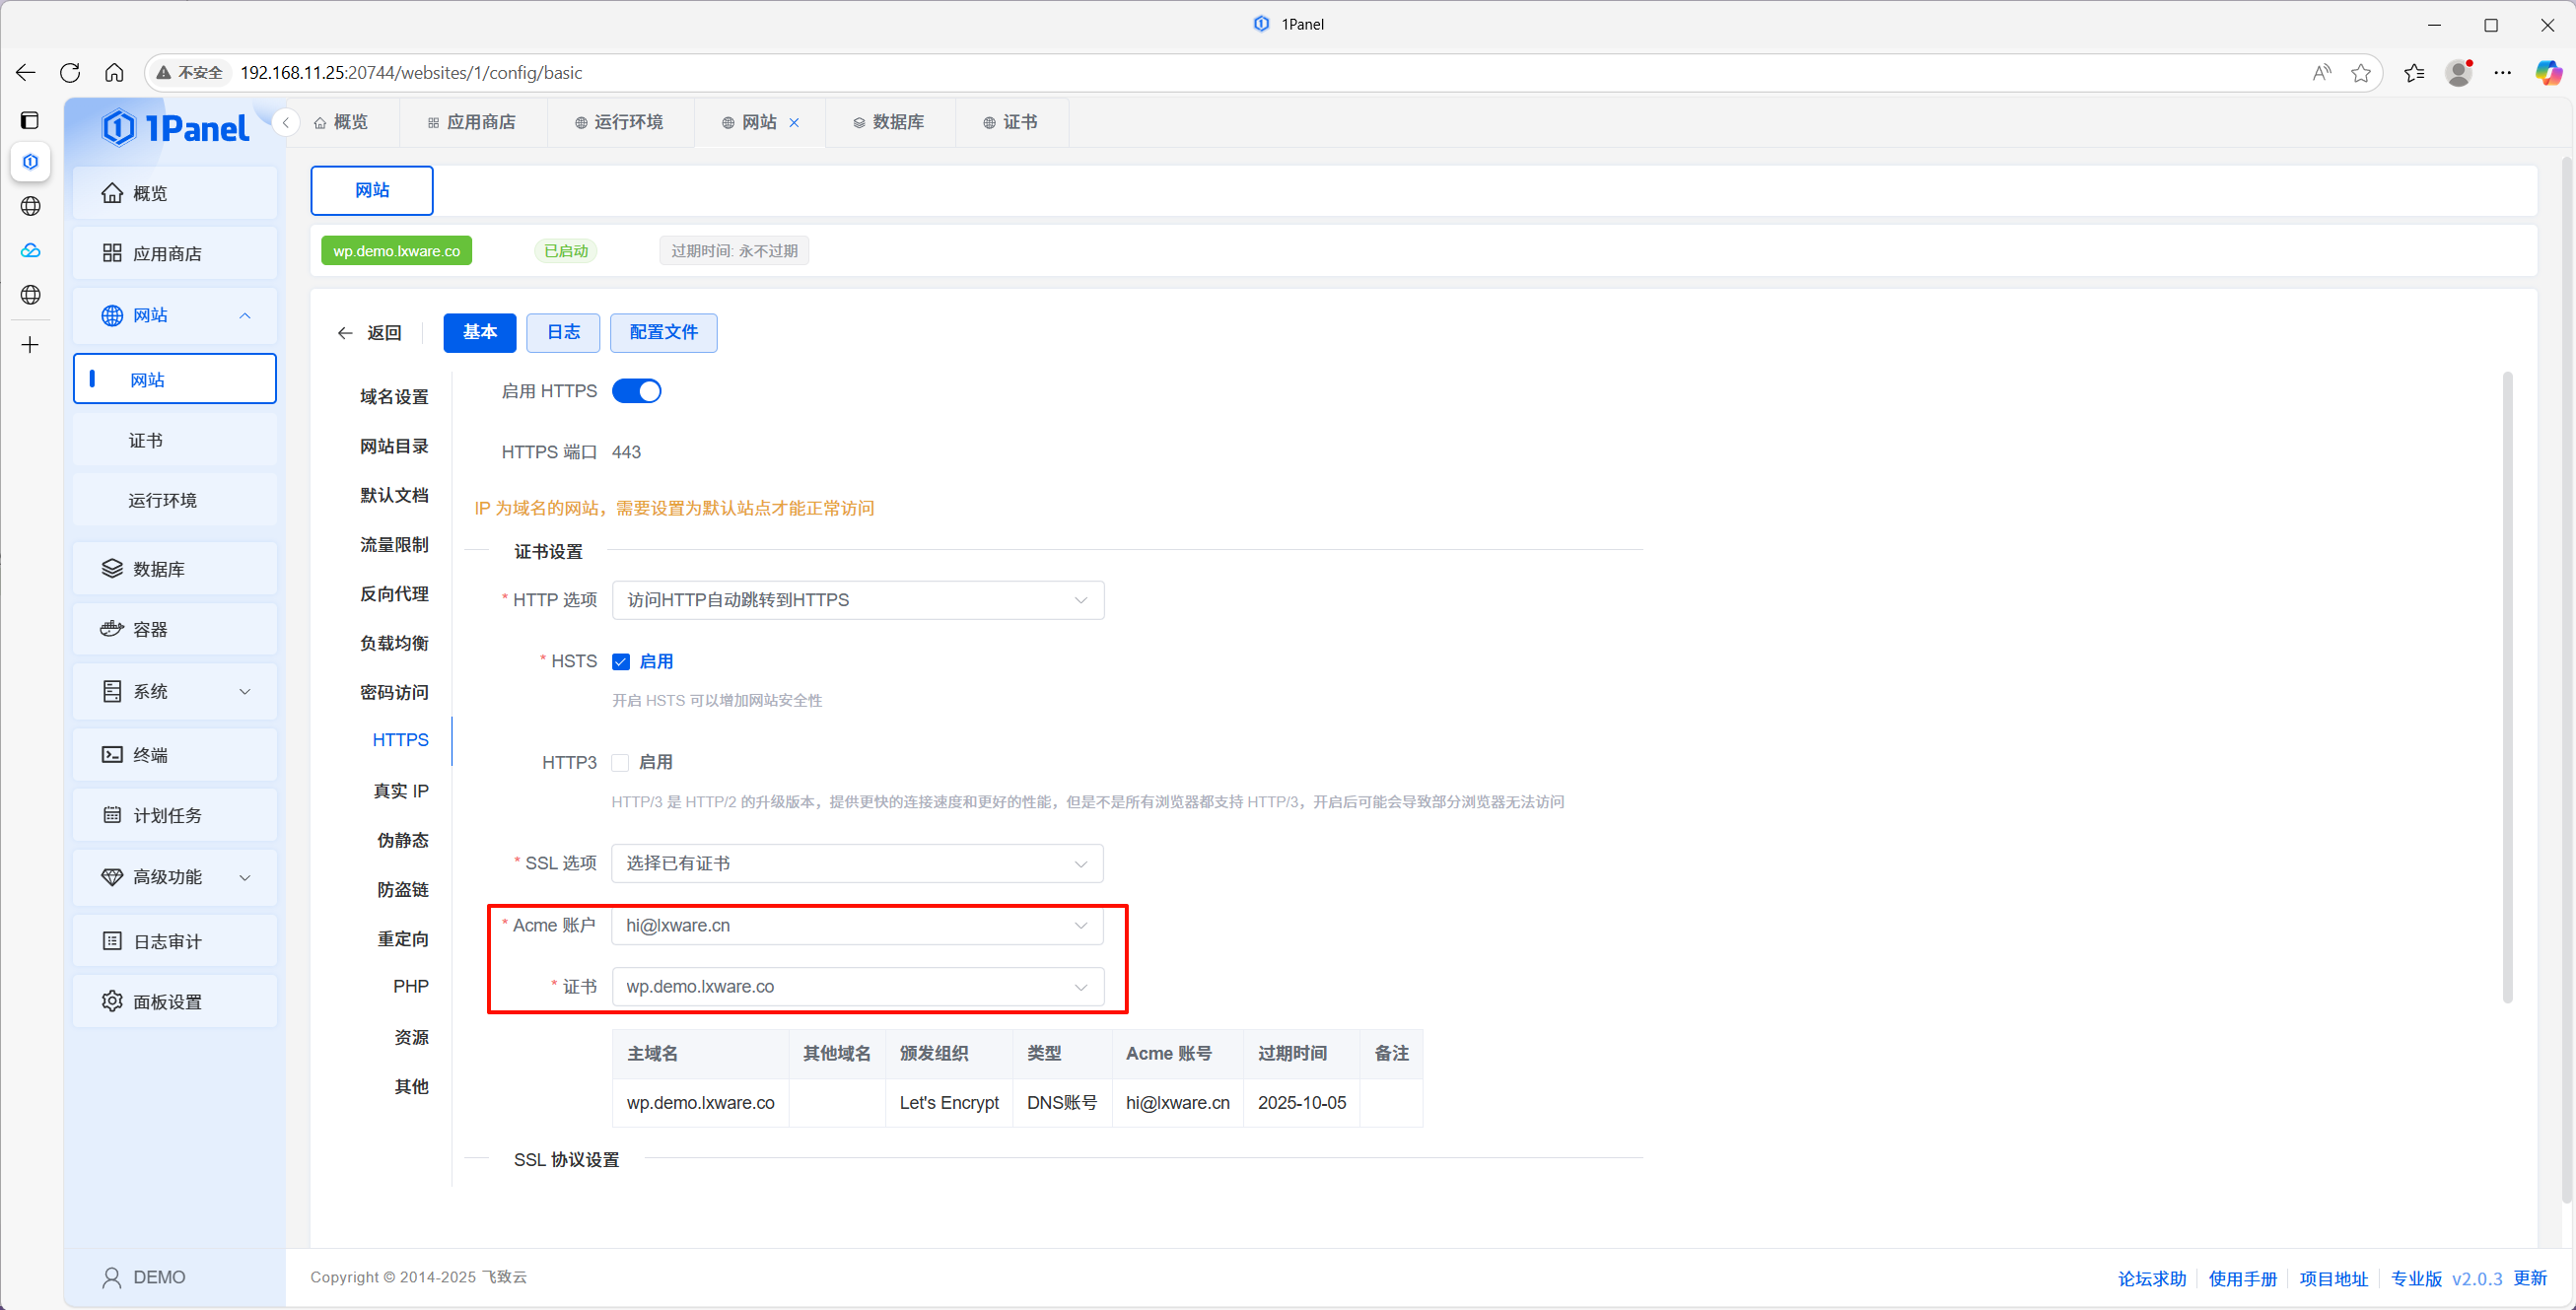 1Panel
不安全 192.168.11.25:20744/websites/1/config/basic
1Panel
概览 应用商店 运行环境 网站 数据库 证书
概览
应用商店
网站
网站
证书
运行环境
数据库
容器
系统
终端
计划任务
高级功能
日志审计
面板设置
DEMO
网站
wp.demo.lxware.co 已启动 过期时间: 永不过期
返回 基本 日志 配置文件
域名设置
网站目录
默认文档
流量限制
反向代理
负载均衡
密码访问
HTTPS
真实 IP
伪静态
防盗链
重定向
PHP
资源
其他
启用 HTTPS
HTTPS 端口 443
IP 为域名的网站，需要设置为默认站点才能正常访问
证书设置
* HTTP 选项 访问HTTP自动跳转到HTTPS
* HSTS 启用
开启 HSTS 可以增加网站安全性
HTTP3 启用
HTTP/3 是 HTTP/2 的升级版本，提供更快的连接速度和更好的性能，但是不是所有浏览器都支持 HTTP/3，开启后可能会导致部分浏览器无法访问
* SSL 选项 选择已有证书
* Acme 账户 hi@lxware.cn
* 证书 wp.demo.lxware.co
主域名 其他域名 颁发组织 类型 Acme 账号 过期时间 备注
wp.demo.lxware.co Let's Encrypt DNS账号 hi@lxware.cn 2025-10-05
SSL 协议设置
Copyright © 2014-2025 飞致云
论坛求助 使用手册 项目地址 专业版 v2.0.3 更新